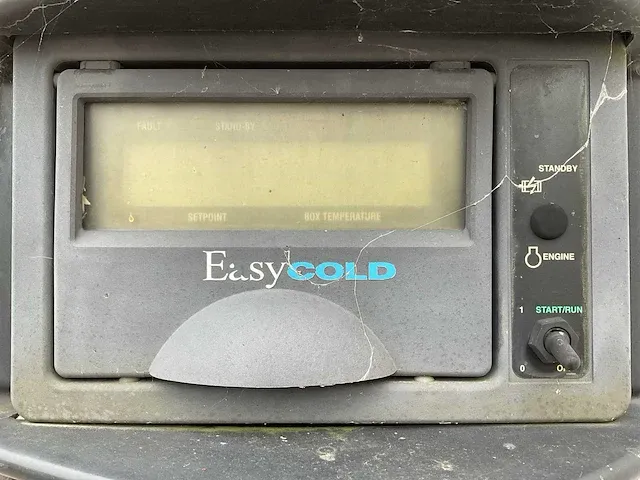 FAULT STAND-BY
SETPOINT BOX TEMPERATURE
EasyCOLD
STANDBY
ENGINE
1 START/RUN
0